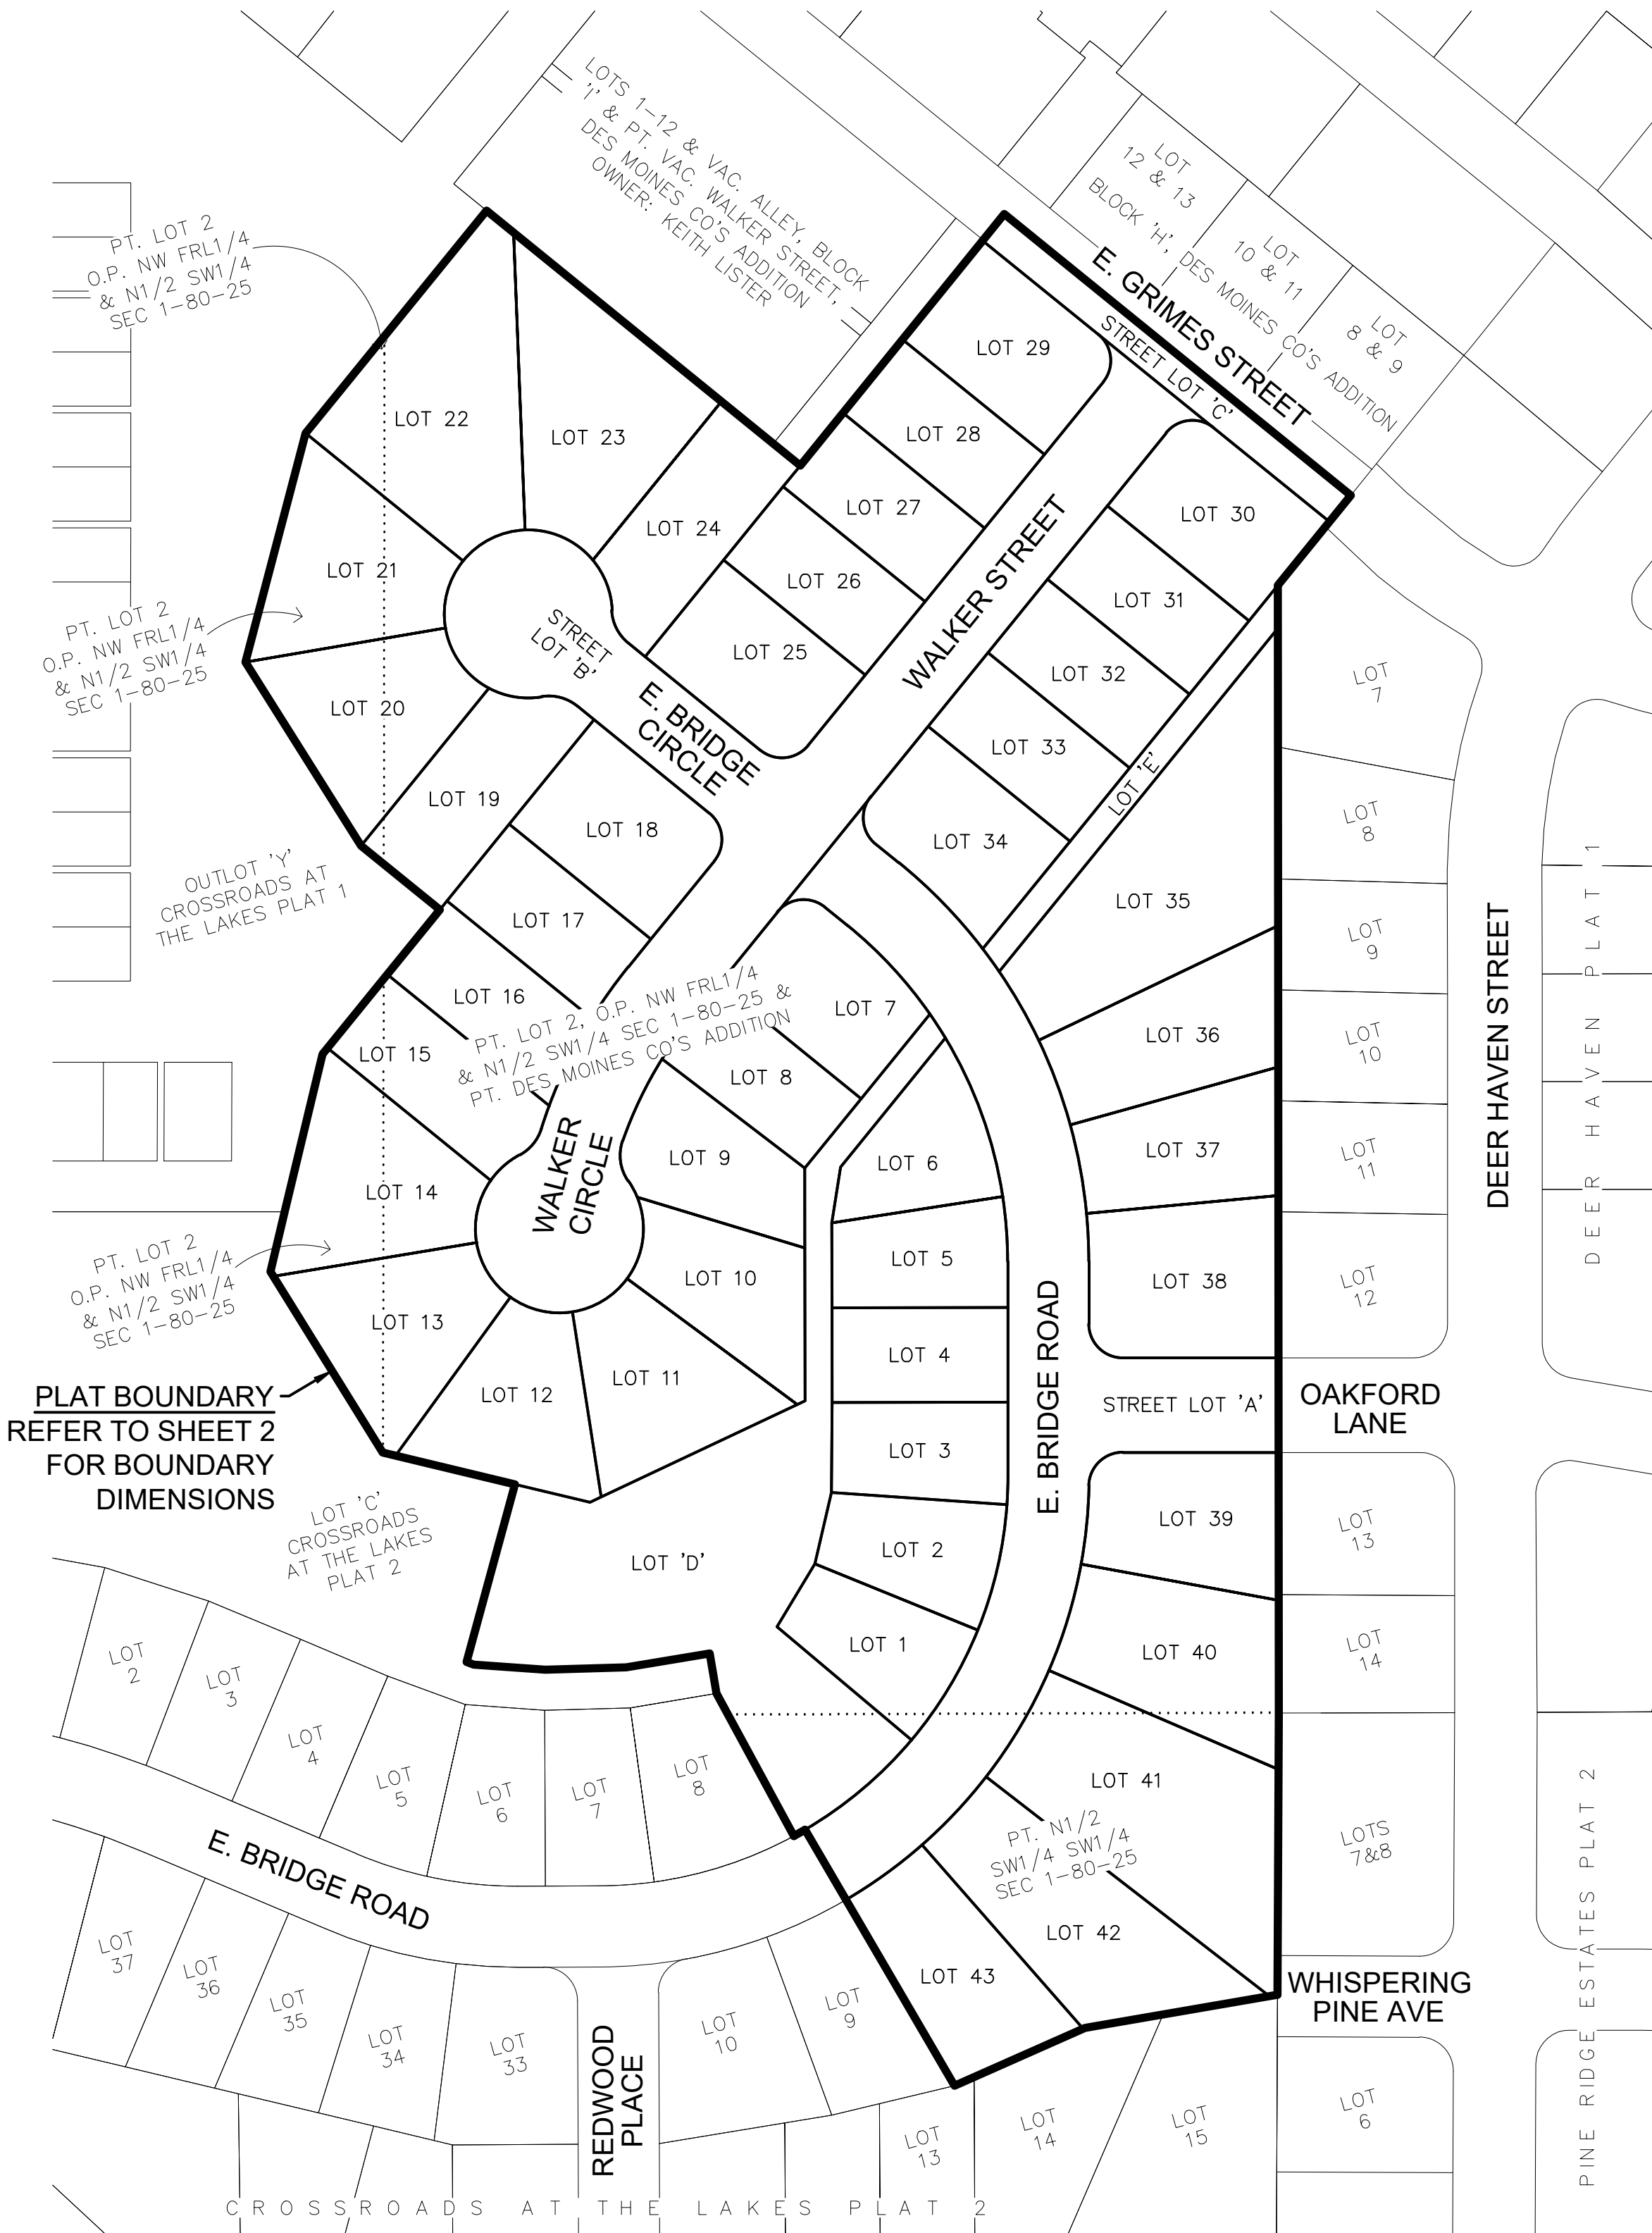 LOTS 1-12 & VAC. ALLEY, BLOCK
'I' & PT. VAC. WALKER STREET,
DES MOINES CO'S ADDITION
OWNER: KEITH LISTER
LOT
12 & 13
BLOCK 'H', DES MOINES CO'S ADDITION
LOT
10 & 11
LOT
8 & 9
E. GRIMES STREET
STREET LOT 'C'
PT. LOT 2
O.P. NW FRL1/4
& N1/2 SW1/4
SEC 1-80-25
LOT 29
LOT 28
LOT 22
LOT 23
LOT 27
LOT 24
LOT 30
WALKER STREET
LOT 21
LOT 26
LOT 31
PT. LOT 2
O.P. NW FRL1/4
& N1/2 SW1/4
SEC 1-80-25
STREET
LOT 'B'
LOT 25
LOT 32
LOT
7
LOT 20
E. BRIDGE
CIRCLE
LOT 33
LOT 'E'
LOT 19
LOT 18
LOT 34
LOT
8
OUTLOT 'Y'
CROSSROADS AT
THE LAKES PLAT 1
LOT 17
LOT 35
LOT
9
DEER HAVEN STREET
DEER HAVEN PLAT 1
LOT 16
LOT 7
LOT 15
PT. LOT 2, O.P. NW FRL1/4
& N1/2 SW1/4 SEC 1-80-25 &
PT. DES MOINES CO'S ADDITION
LOT 36
LOT
10
LOT 8
LOT 9
LOT 6
LOT 37
LOT
11
WALKER
CIRCLE
LOT 14
LOT 5
LOT 10
LOT 38
LOT
12
PT. LOT 2
O.P. NW FRL1/4
& N1/2 SW1/4
SEC 1-80-25
LOT 13
LOT 4
E. BRIDGE ROAD
LOT 12
LOT 11
STREET LOT 'A'
OAKFORD
LANE
PLAT BOUNDARY
REFER TO SHEET 2
FOR BOUNDARY
DIMENSIONS
LOT 3
LOT 'C'
CROSSROADS
AT THE LAKES
PLAT 2
LOT 39
LOT
13
LOT 'D'
LOT 2
LOT 1
LOT 40
LOT
14
LOT
2
LOT
3
LOT
4
LOT
5
LOT
6
LOT
7
LOT
8
LOT 41
PT. N1/2
SW1/4 SW1/4
SEC 1-80-25
LOTS
7&8
PINE RIDGE ESTATES PLAT 2
E. BRIDGE ROAD
LOT 42
LOT 43
WHISPERING
PINE AVE
LOT
37
LOT
36
LOT
35
LOT
34
LOT
33
REDWOOD
PLACE
LOT
10
LOT
9
LOT
13
LOT
14
LOT
15
LOT
6
CROSSROADS AT THE LAKES PLAT 2